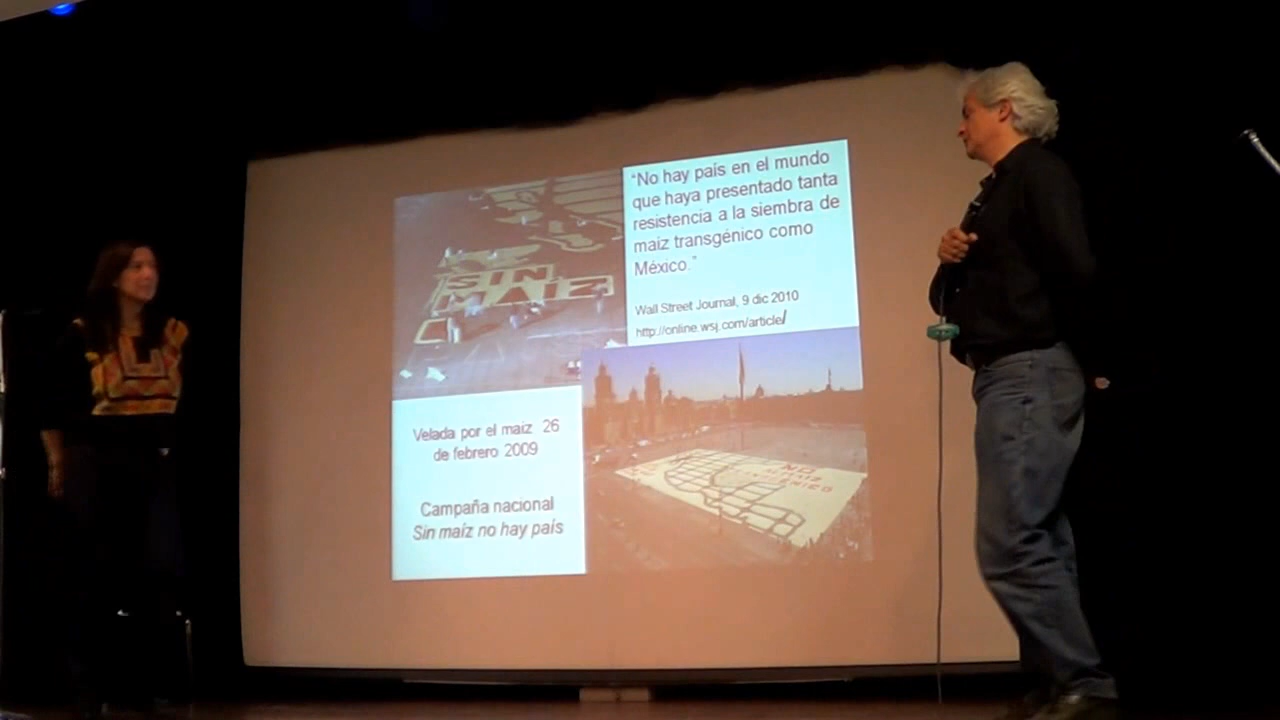 "No hay país en el mundo
que haya presentado tanta
resistencia a la siembra de
maíz transgénico como
México."
Wall Street Journal, 9 dic 2010
http://online.wsj.com/article/
SIN
MAIZ
Velada por el maiz 26
de febrero 2009
Campaña nacional
Sin maíz no hay país
NO